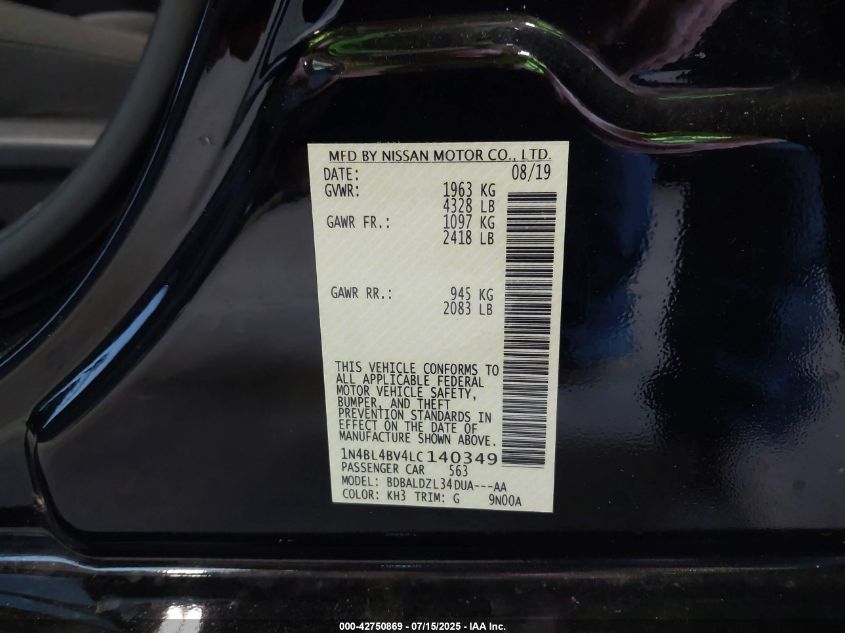 MFD BY NISSAN MOTOR CO., LTD.
DATE: 08/19
GVWR: 1963 KG
4328 LB
GAWR FR.: 1097 KG
2418 LB
GAWR RR.: 945 KG
2083 LB
THIS VEHICLE CONFORMS TO
ALL APPLICABLE FEDERAL
MOTOR VEHICLE SAFETY,
BUMPER, AND THEFT
PREVENTION STANDARDS IN
EFFECT ON THE DATE OF
MANUFACTURE SHOWN ABOVE.
1N4BL4BV4LC140349
PASSENGER CAR 563
MODEL: BDBALDZL34DUA---AA
COLOR: KH3 TRIM: G 9N00A
000-42750869 - 07/15/2025 - IAA Inc.